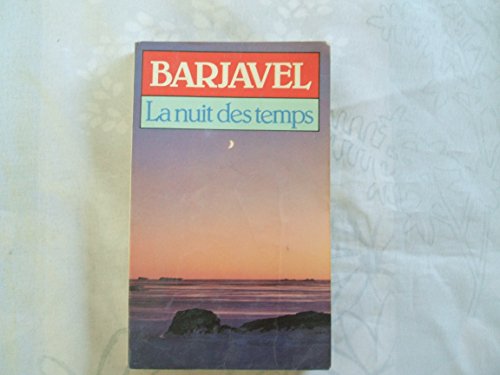 BARJAVEL
La nuit des temps